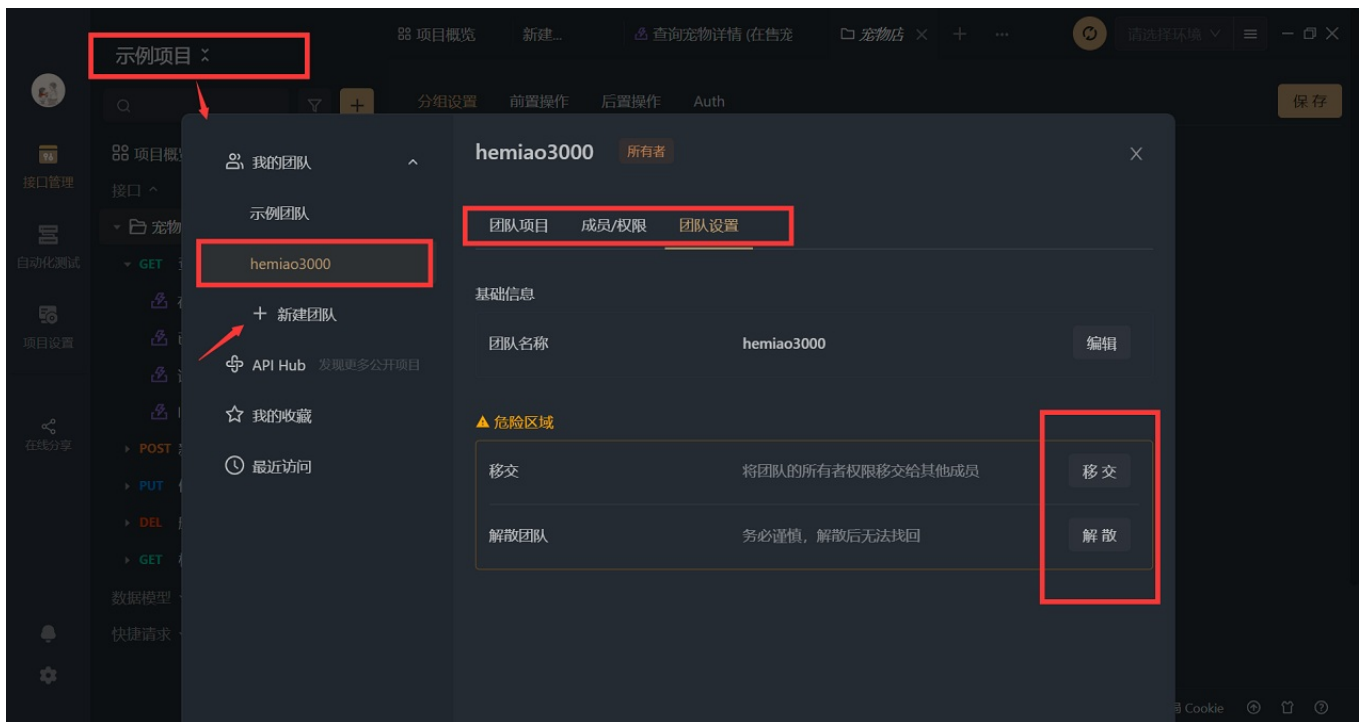 项目概览 新建... 查询宠物详情 (在售宠 宠物店 请选择环境
示例项目
分组设置 前置操作 后置操作 Auth 保存
项目概
接口管理
接口
宠物
自动化测试
GET
项目设置
在线分享
POST
PUT
DEL
GET
数据模型
快捷请求
我的团队
示例团队
hemiao3000
新建团队
API Hub 发现更多公开项目
我的收藏
最近访问
hemiao3000 所有者
团队项目 成员/权限 团队设置
基础信息
团队名称 hemiao3000 编辑
危险区域
移交 将团队的所有者权限移交给其他成员 移交
解散团队 务必谨慎，解散后无法找回 解散
Cookie